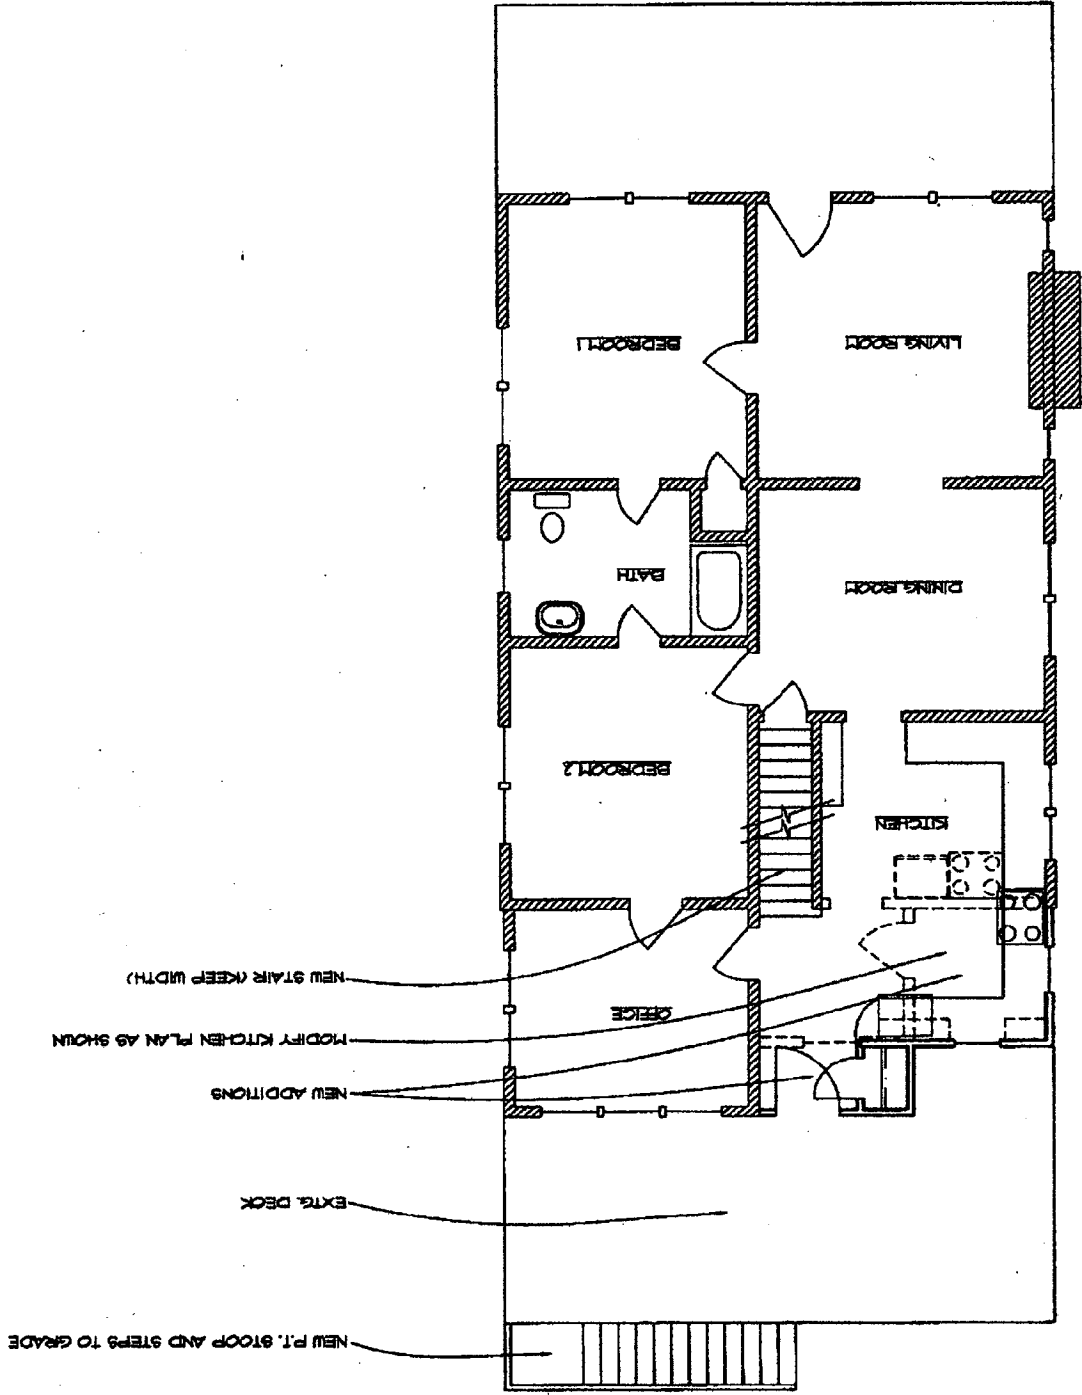 NEW P.T. STOOP AND STEPS TO GRADE
EXTG. DECK
NEW ADDITIONS
MODIFY KITCHEN PLAN AS SHOWN
OFFICE
NEW STAIR (KEEP WIDTH)
KITCHEN
BEDROOM 2
DINING ROOM
BATH
LIVING ROOM
BEDROOM 1